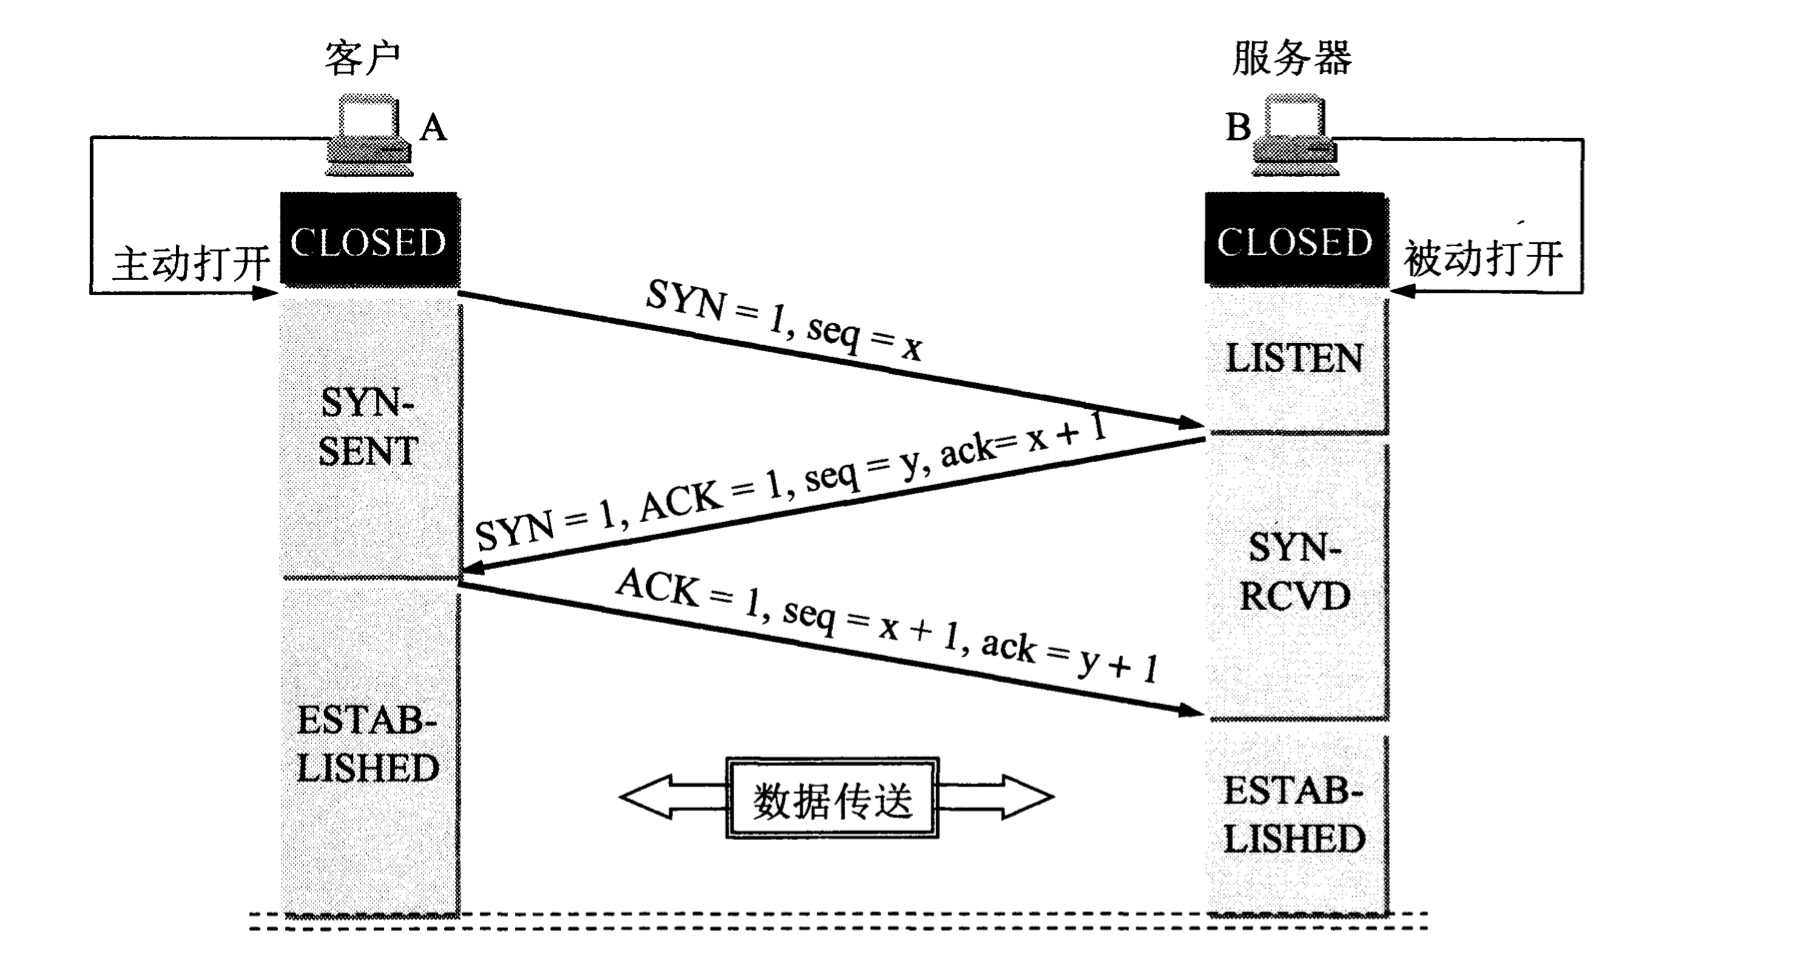 客户
服务器
A
B
CLOSED
CLOSED
主动打开
被动打开
SYN = 1, seq = x
LISTEN
SYN-
SENT
SYN = 1, ACK = 1, seq = y, ack= x + 1
SYN-
RCVD
ACK = 1, seq = x + 1, ack = y + 1
ESTAB-
LISHED
数据传送
ESTAB-
LISHED